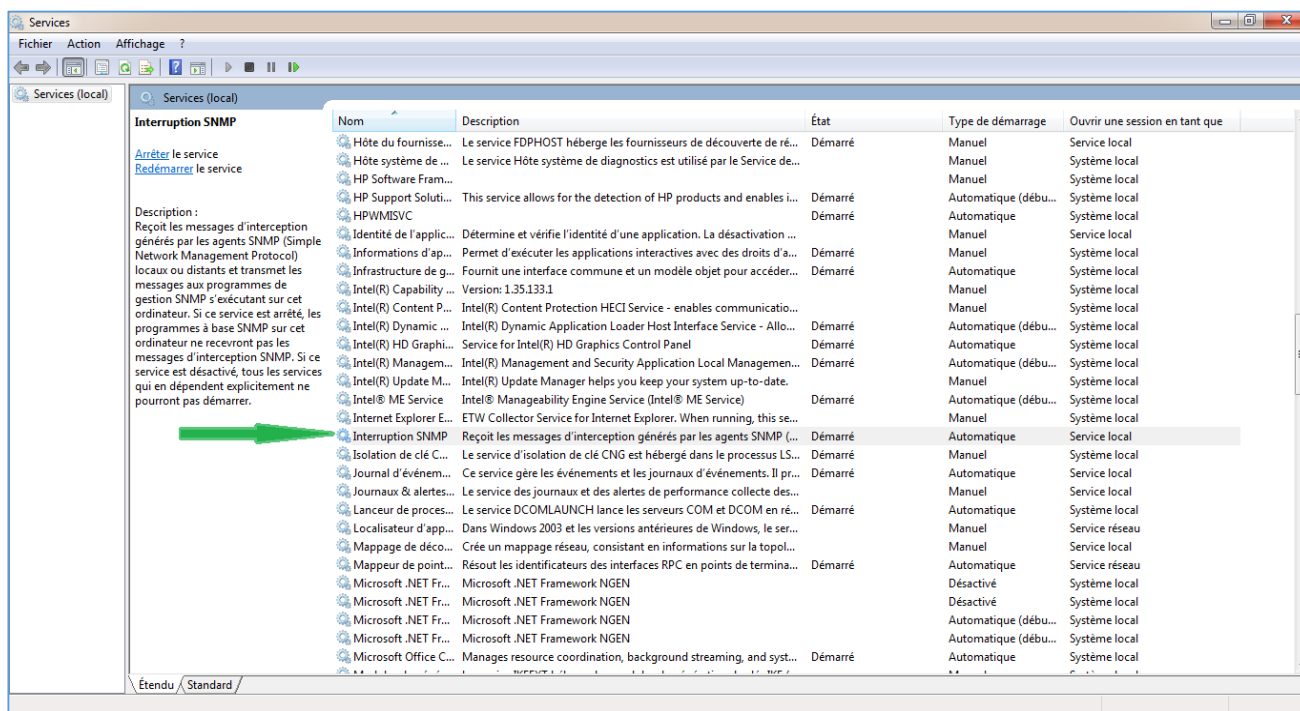 Services
Fichier Action Affichage ?
Services (local)
Services (local)
Interruption SNMP
Arrêter le service
Redémarrer le service
Description :
Reçoit les messages d'interception
générés par les agents SNMP (Simple
Network Management Protocol)
locaux ou distants et transmet les
messages aux programmes de
gestion SNMP s'exécutant sur cet
ordinateur. Si ce service est arrêté, les
programmes à base SNMP sur cet
ordinateur ne recevront pas les
messages d'interception SNMP. Si ce
service est désactivé, tous les services
qui en dépendent explicitement ne
pourront pas démarrer.
Nom Description État Type de démarrage Ouvrir une session en tant que
Hôte du fournisse... Le service FDPHOST héberge les fournisseurs de découverte de ré... Démarré Manuel Service local
Hôte système de ... Le service Hôte système de diagnostics est utilisé par le Service de... Manuel Système local
HP Software Fram... Manuel Système local
HP Support Soluti... This service allows for the detection of HP products and enables i... Démarré Automatique (débu... Système local
HPWMISVC Démarré Automatique Système local
Identité de l'applic... Détermine et vérifie l'identité d'une application. La désactivation ... Manuel Service local
Informations d'ap... Permet d'exécuter les applications interactives avec des droits d'a... Démarré Manuel Système local
Infrastructure de g... Fournit une interface commune et un modèle objet pour accéder... Démarré Automatique Système local
Intel(R) Capability ... Version: 1.35.133.1 Manuel Système local
Intel(R) Content P... Intel(R) Content Protection HECI Service - enables communicatio... Manuel Système local
Intel(R) Dynamic ... Intel(R) Dynamic Application Loader Host Interface Service - Allo... Démarré Automatique (débu... Système local
Intel(R) HD Graphi... Service for Intel(R) HD Graphics Control Panel Démarré Automatique Système local
Intel(R) Managem... Intel(R) Management and Security Application Local Managemen... Démarré Automatique (débu... Système local
Intel(R) Update M... Intel(R) Update Manager helps you keep your system up-to-date. Manuel Système local
Intel® ME Service Intel® Manageability Engine Service (Intel® ME Service) Démarré Automatique (débu... Système local
Internet Explorer E... ETW Collector Service for Internet Explorer. When running, this se... Manuel Système local
Interruption SNMP Reçoit les messages d'interception générés par les agents SNMP (... Démarré Automatique Service local
Isolation de clé C... Le service d'isolation de clé CNG est hébergé dans le processus LS... Démarré Manuel Système local
Journal d'événem... Ce service gère les événements et les journaux d'événements. Il pr... Démarré Automatique Service local
Journaux & alertes... Le service des journaux et des alertes de performance collecte des... Manuel Service local
Lanceur de proces... Le service DCOMLAUNCH lance les serveurs COM et DCOM en ré... Démarré Automatique Système local
Localisateur d'app... Dans Windows 2003 et les versions antérieures de Windows, le ser... Manuel Service réseau
Mappage de déco... Crée un mappage réseau, consistant en informations sur la topol... Manuel Service local
Mappeur de point... Résout les identificateurs des interfaces RPC en points de termina... Démarré Automatique Service réseau
Microsoft .NET Fr... Microsoft .NET Framework NGEN Désactivé Système local
Microsoft .NET Fr... Microsoft .NET Framework NGEN Désactivé Système local
Microsoft .NET Fr... Microsoft .NET Framework NGEN Automatique (débu... Système local
Microsoft .NET Fr... Microsoft .NET Framework NGEN Automatique (débu... Système local
Microsoft Office C... Manages resource coordination, background streaming, and syst... Démarré Automatique Système local
Étendu Standard